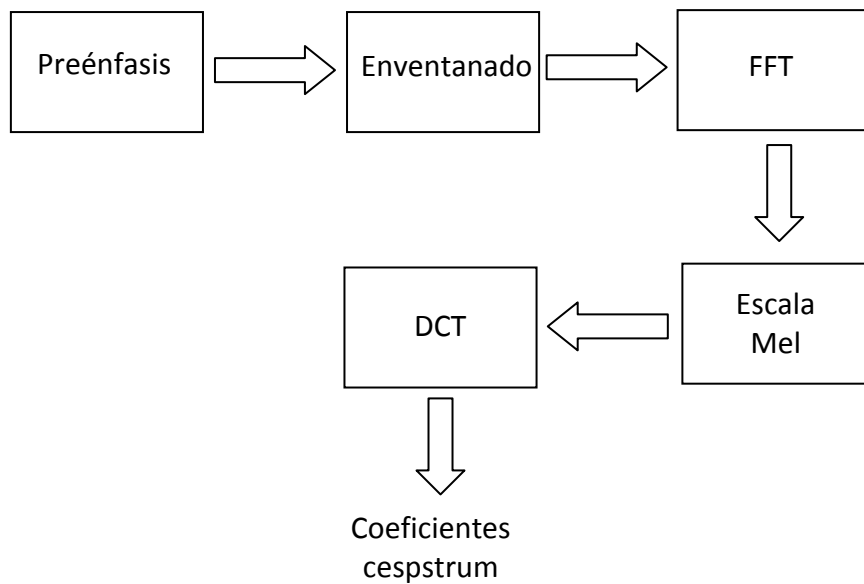 Preénfasis
Enventanado
FFT
Escala
Mel
DCT
Coeficientes
cespstrum